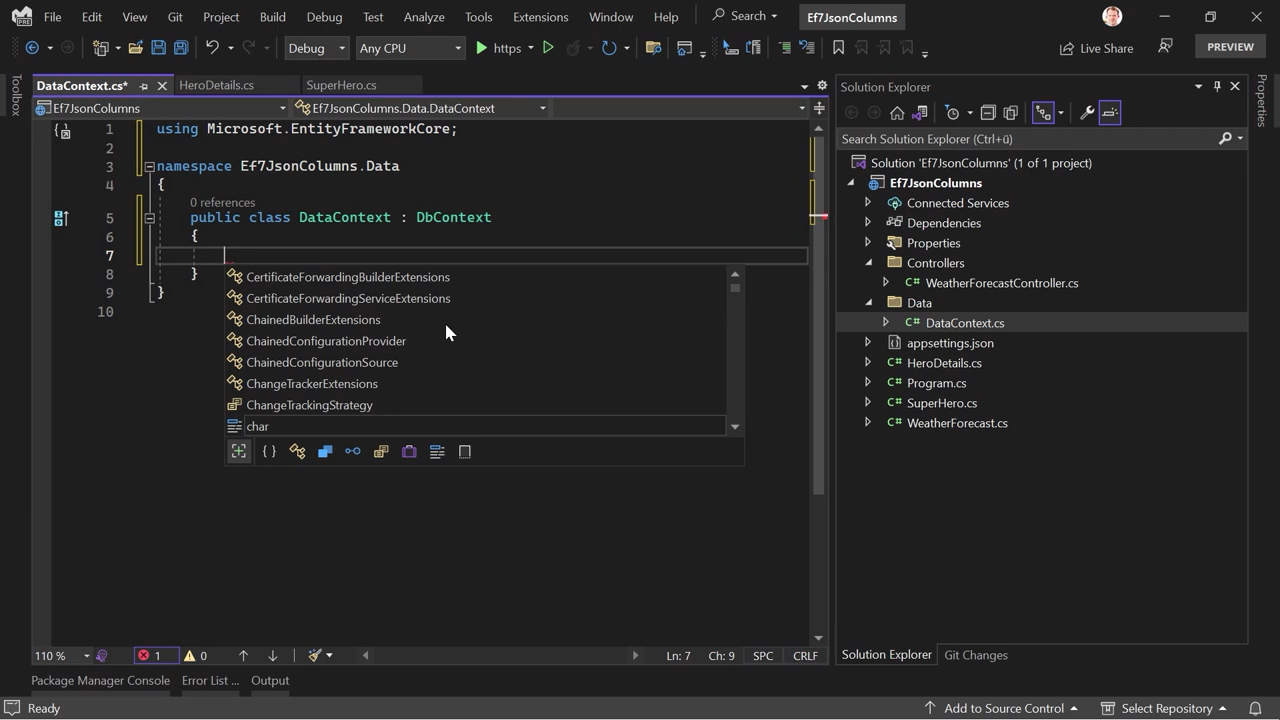 File Edit View Git Project Build Debug Test Analyze Tools Extensions Window Help Search Ef7JsonColumns
PRE
Debug Any CPU https Live Share PREVIEW
Toolbox
DataContext.cs* HeroDetails.cs SuperHero.cs
Ef7JsonColumns Ef7JsonColumns.Data.DataContext
1 using Microsoft.EntityFrameworkCore;
2
3 namespace Ef7JsonColumns.Data
4 {
0 references
5 public class DataContext : DbContext
6 {
7
8 }
9 }
10
CertificateForwardingBuilderExtensions
CertificateForwardingServiceExtensions
ChainedBuilderExtensions
ChainedConfigurationProvider
ChainedConfigurationSource
ChangeTrackerExtensions
ChangeTrackingStrategy
char
110 % 1 0 Ln: 7 Ch: 9 SPC CRLF
Package Manager Console Error List ... Output
Solution Explorer
Search Solution Explorer (Ctrl+ü)
Solution 'Ef7JsonColumns' (1 of 1 project)
Ef7JsonColumns
Connected Services
Dependencies
Properties
Controllers
C# WeatherForecastController.cs
Data
C# DataContext.cs
appsettings.json
C# HeroDetails.cs
C# Program.cs
C# SuperHero.cs
C# WeatherForecast.cs
Solution Explorer Git Changes
Properties
Ready Add to Source Control Select Repository